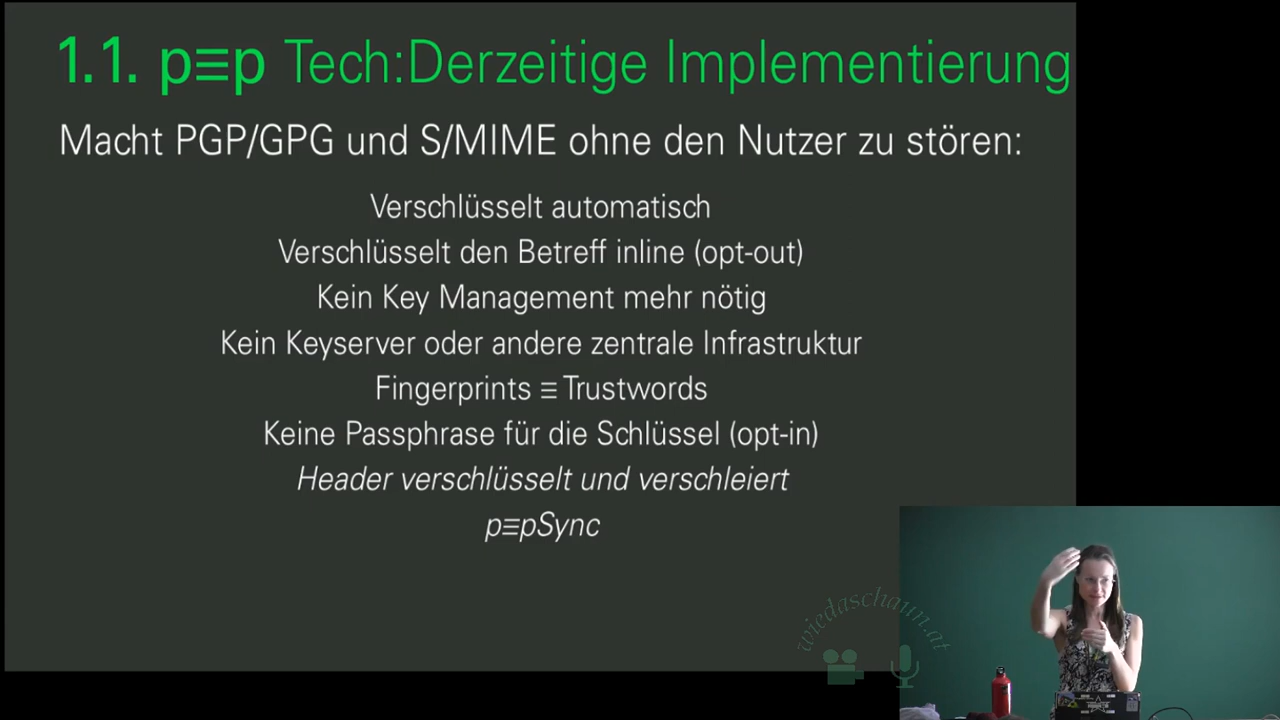 1.1. p≡p Tech:Derzeitige Implementierung
Macht PGP/GPG und S/MIME ohne den Nutzer zu stören:
Verschlüsselt automatisch
Verschlüsselt den Betreff inline (opt-out)
Kein Key Management mehr nötig
Kein Keyserver oder andere zentrale Infrastruktur
Fingerprints ≡ Trustwords
Keine Passphrase für die Schlüssel (opt-in)
Header verschlüsselt und verschleiert
p≡pSync
wiedaschaun.at